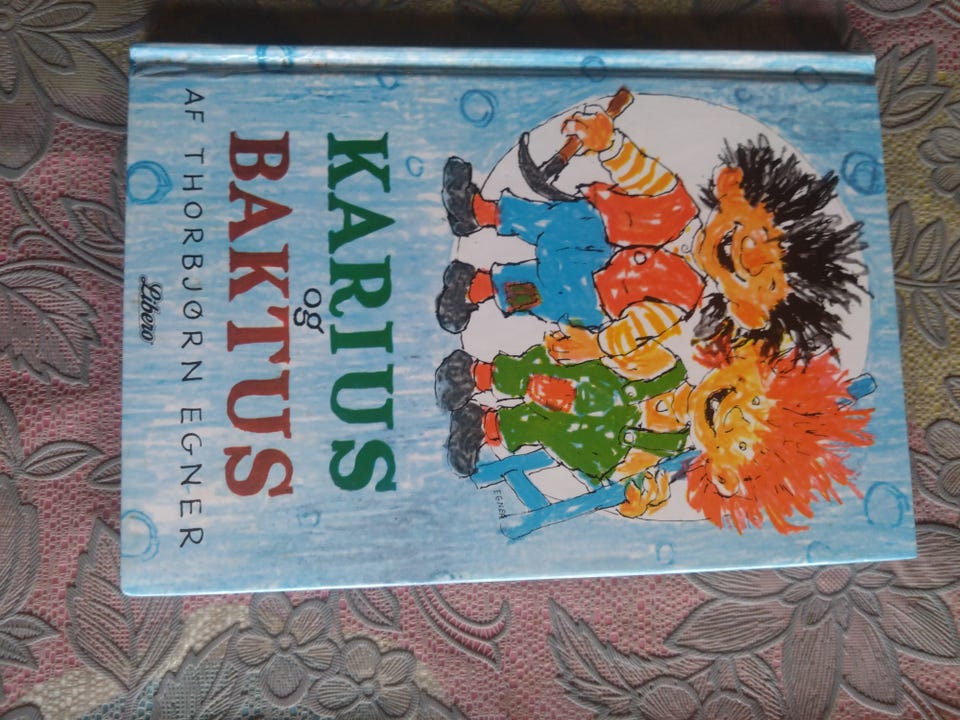 EGNER
KARIUS
og
BAKTUS
AF THORBJØRN EGNER
Libero